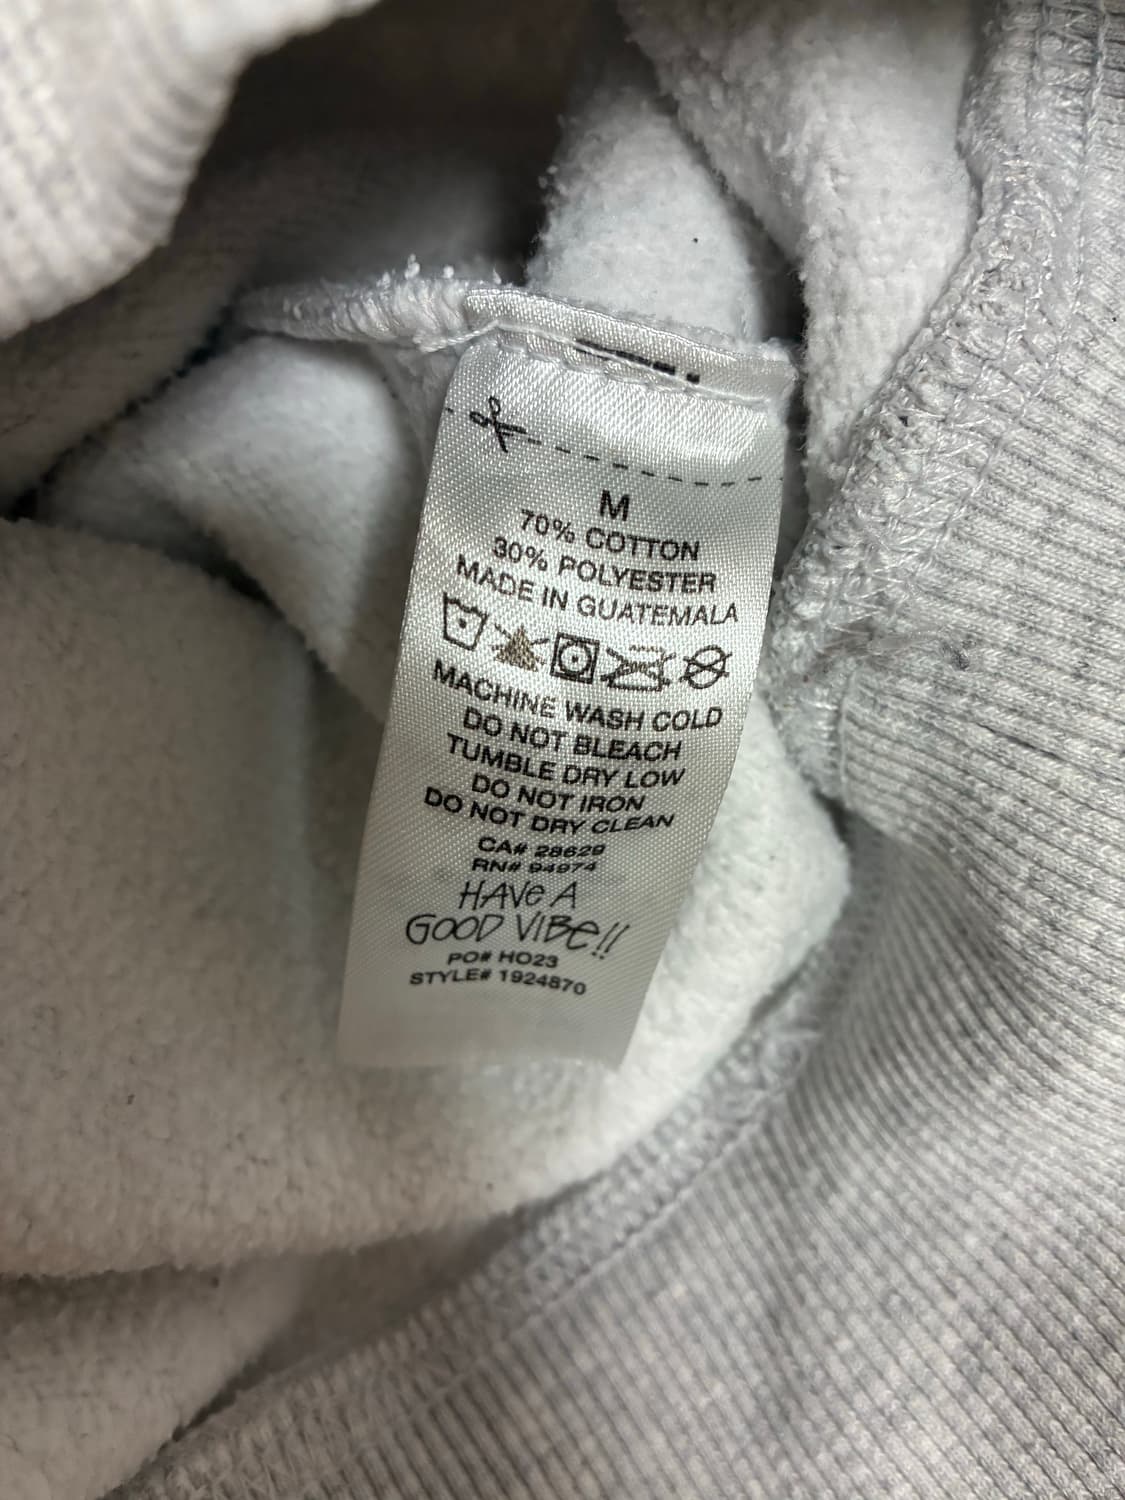 M
70% COTTON
30% POLYESTER
MADE IN GUATEMALA
MACHINE WASH COLD
DO NOT BLEACH
TUMBLE DRY LOW
DO NOT IRON
DO NOT DRY CLEAN
CA# 28629
RN# 94974
HAVe A
GOOD VIBe!!
PO# HO23
STYLE# 1924870